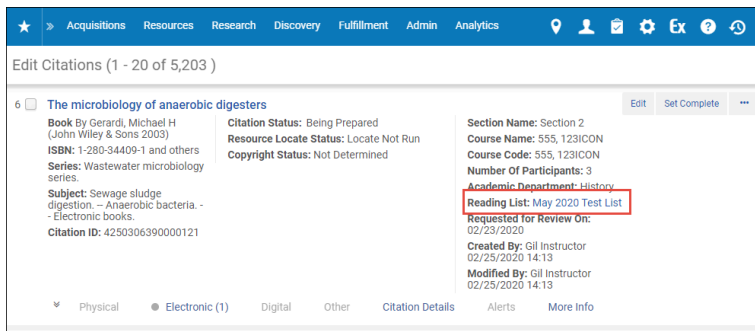 Acquisitions Resources Research Discovery Fulfillment Admin Analytics Ex
Edit Citations (1 - 20 of 5,203 )
6 The microbiology of anaerobic digesters
Edit Set Complete
Book By Gerardi, Michael H
(John Wiley & Sons
2003)
ISBN: 1-280-34409-1 and others
Series: Wastewater microbiology
series.
Subject: Sewage sludge
digestion. -- Anaerobic bacteria. -
- Electronic books.
Citation ID: 4250306390000121
Citation Status: Being Prepared
Resource Locate Status: Locate Not Run
Copyright Status: Not Determined
Section Name: Section 2
Course Name: 555, 123ICON
Course Code: 555, 123ICON
Number Of Participants: 3
Academic Department: History
Reading List: May 2020 Test List
Requested for Review On:
02/23/2020
Created By: Gil Instructor
02/25/2020 14:13
Modified By: Gil Instructor
02/25/2020 14:13
Physical Electronic (1) Digital Other Citation Details Alerts More Info